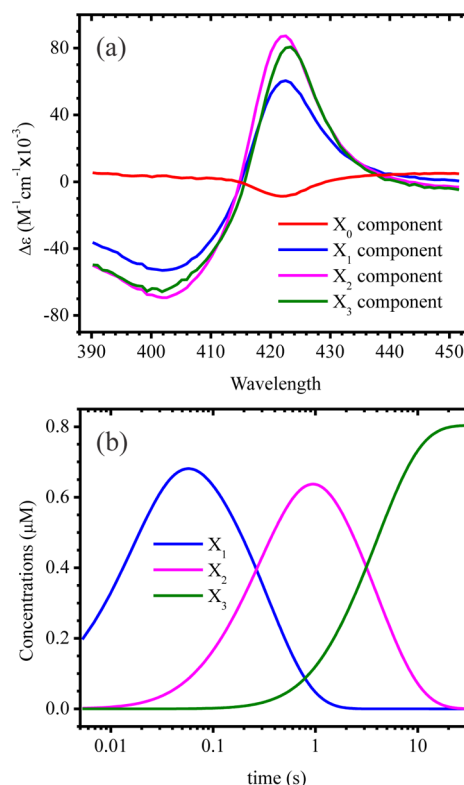 (a)
80
40
0
-40
-80
Δε (M⁻¹cm⁻¹x10⁻³)
X₀ component
X₁ component
X₂ component
X₃ component
390 400 410 420 430 440 450
Wavelength
(b)
0.8
0.6
0.4
0.2
0.0
Concentrations (μM)
X₁
X₂
X₃
0.01 0.1 1 10
time (s)